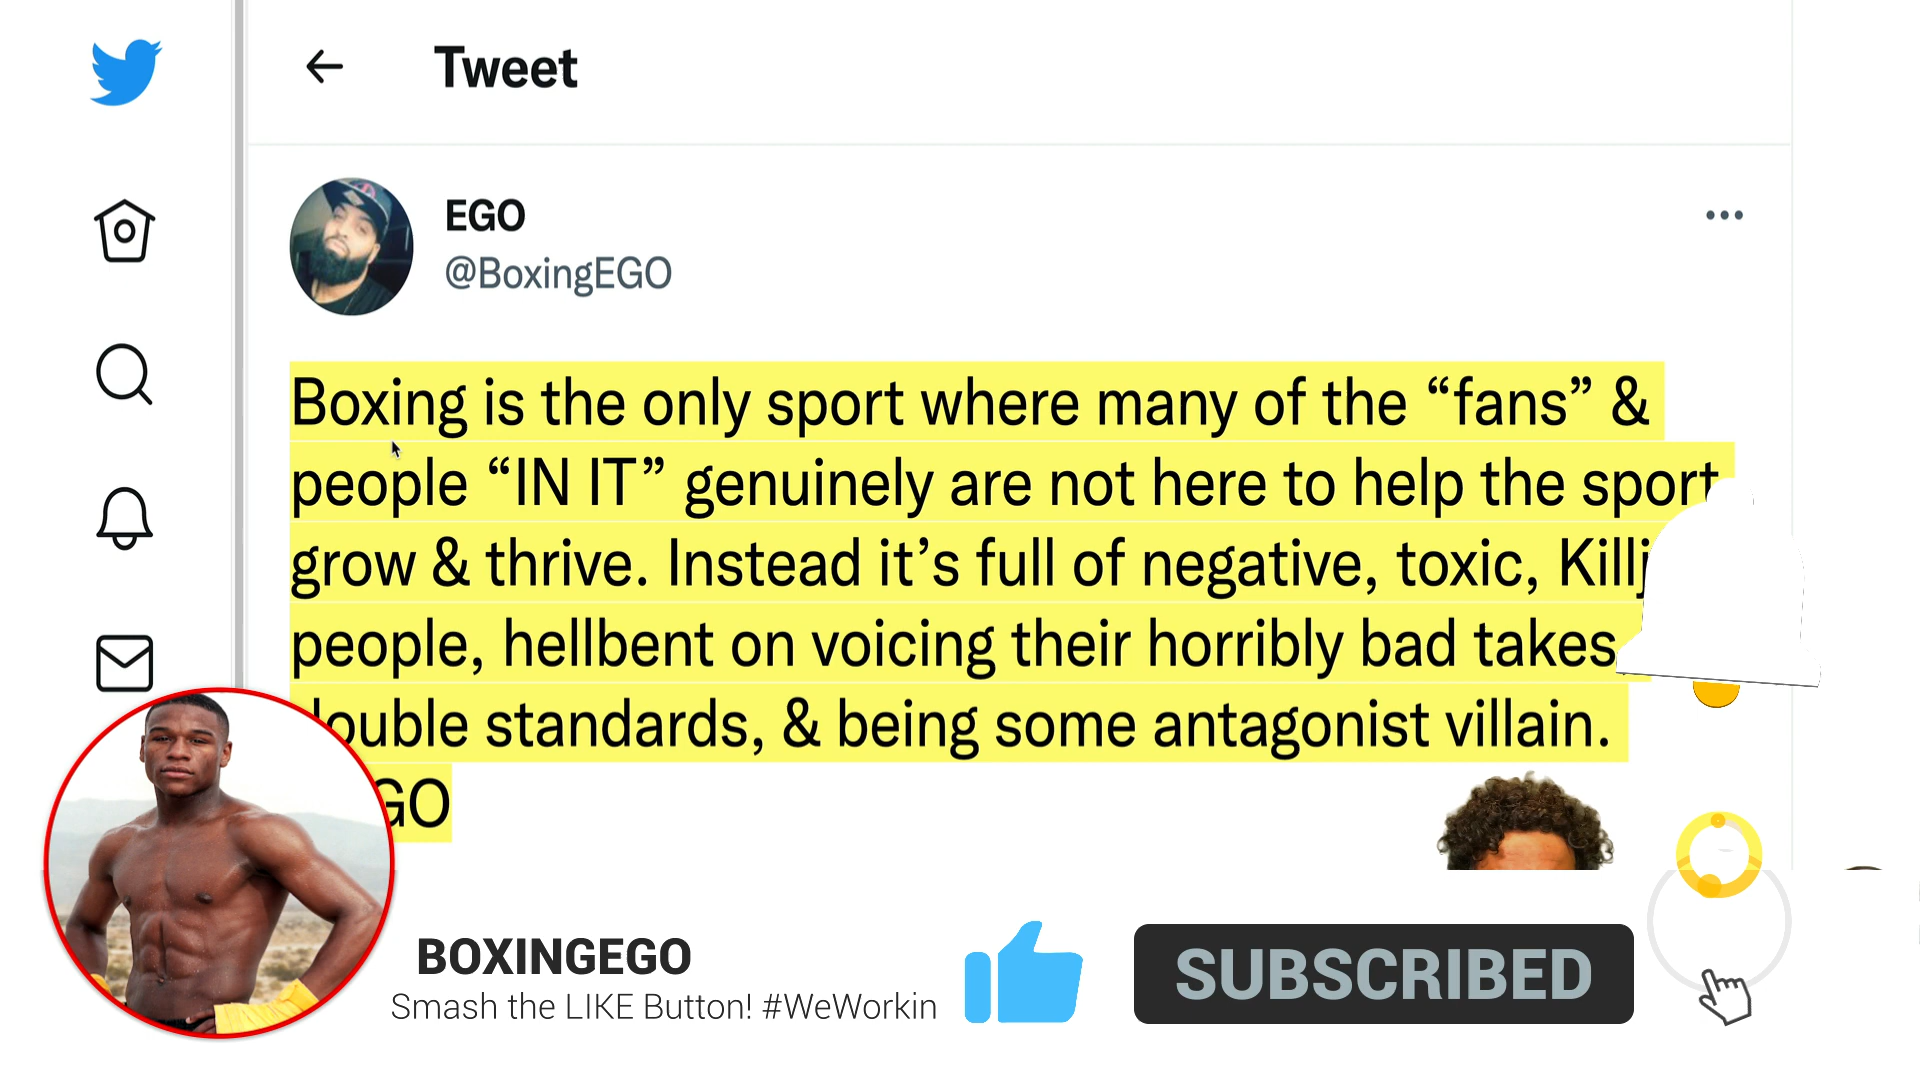 Tweet
EGO
@BoxingEGO
Boxing is the only sport where many of the “fans” &
people “IN IT” genuinely are not here to help the sport
grow & thrive. Instead it’s full of negative, toxic,
people, hellbent on voicing their horribly bad takes,
double standards, & being some antagonist villain.
GO
BOXINGEGO
Smash the LIKE Button! #WeWorkin
SUBSCRIBED